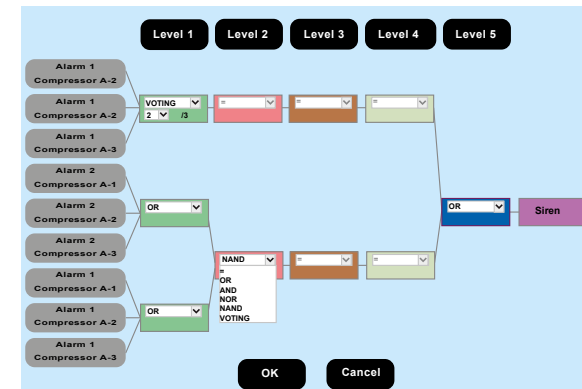 Level 1 Level 2 Level 3 Level 4 Level 5
Alarm 1
Compressor A-2
Alarm 1
Compressor A-2
VOTING = = =
2 /3
Alarm 1
Compressor A-3
Alarm 2
Compressor A-1
Alarm 2
Compressor A-2
OR OR Siren
Alarm 2
Compressor A-3
NAND = =
=
OR
AND
NOR
NAND
VOTING
Alarm 1
Compressor A-1
Alarm 1
Compressor A-2
OR
Alarm 1
Compressor A-3
OK Cancel